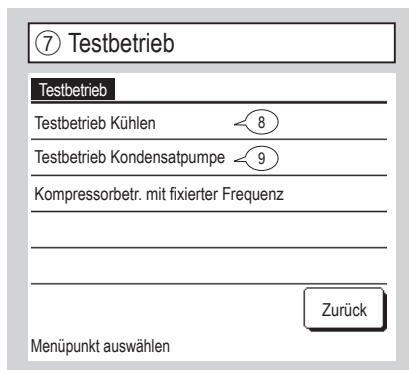 ⑦ Testbetrieb
Testbetrieb
Testbetrieb Kühlen 8
Testbetrieb Kondensatpumpe 9
Kompressorbetr. mit fixierter Frequenz
Zurück
Menüpunkt auswählen